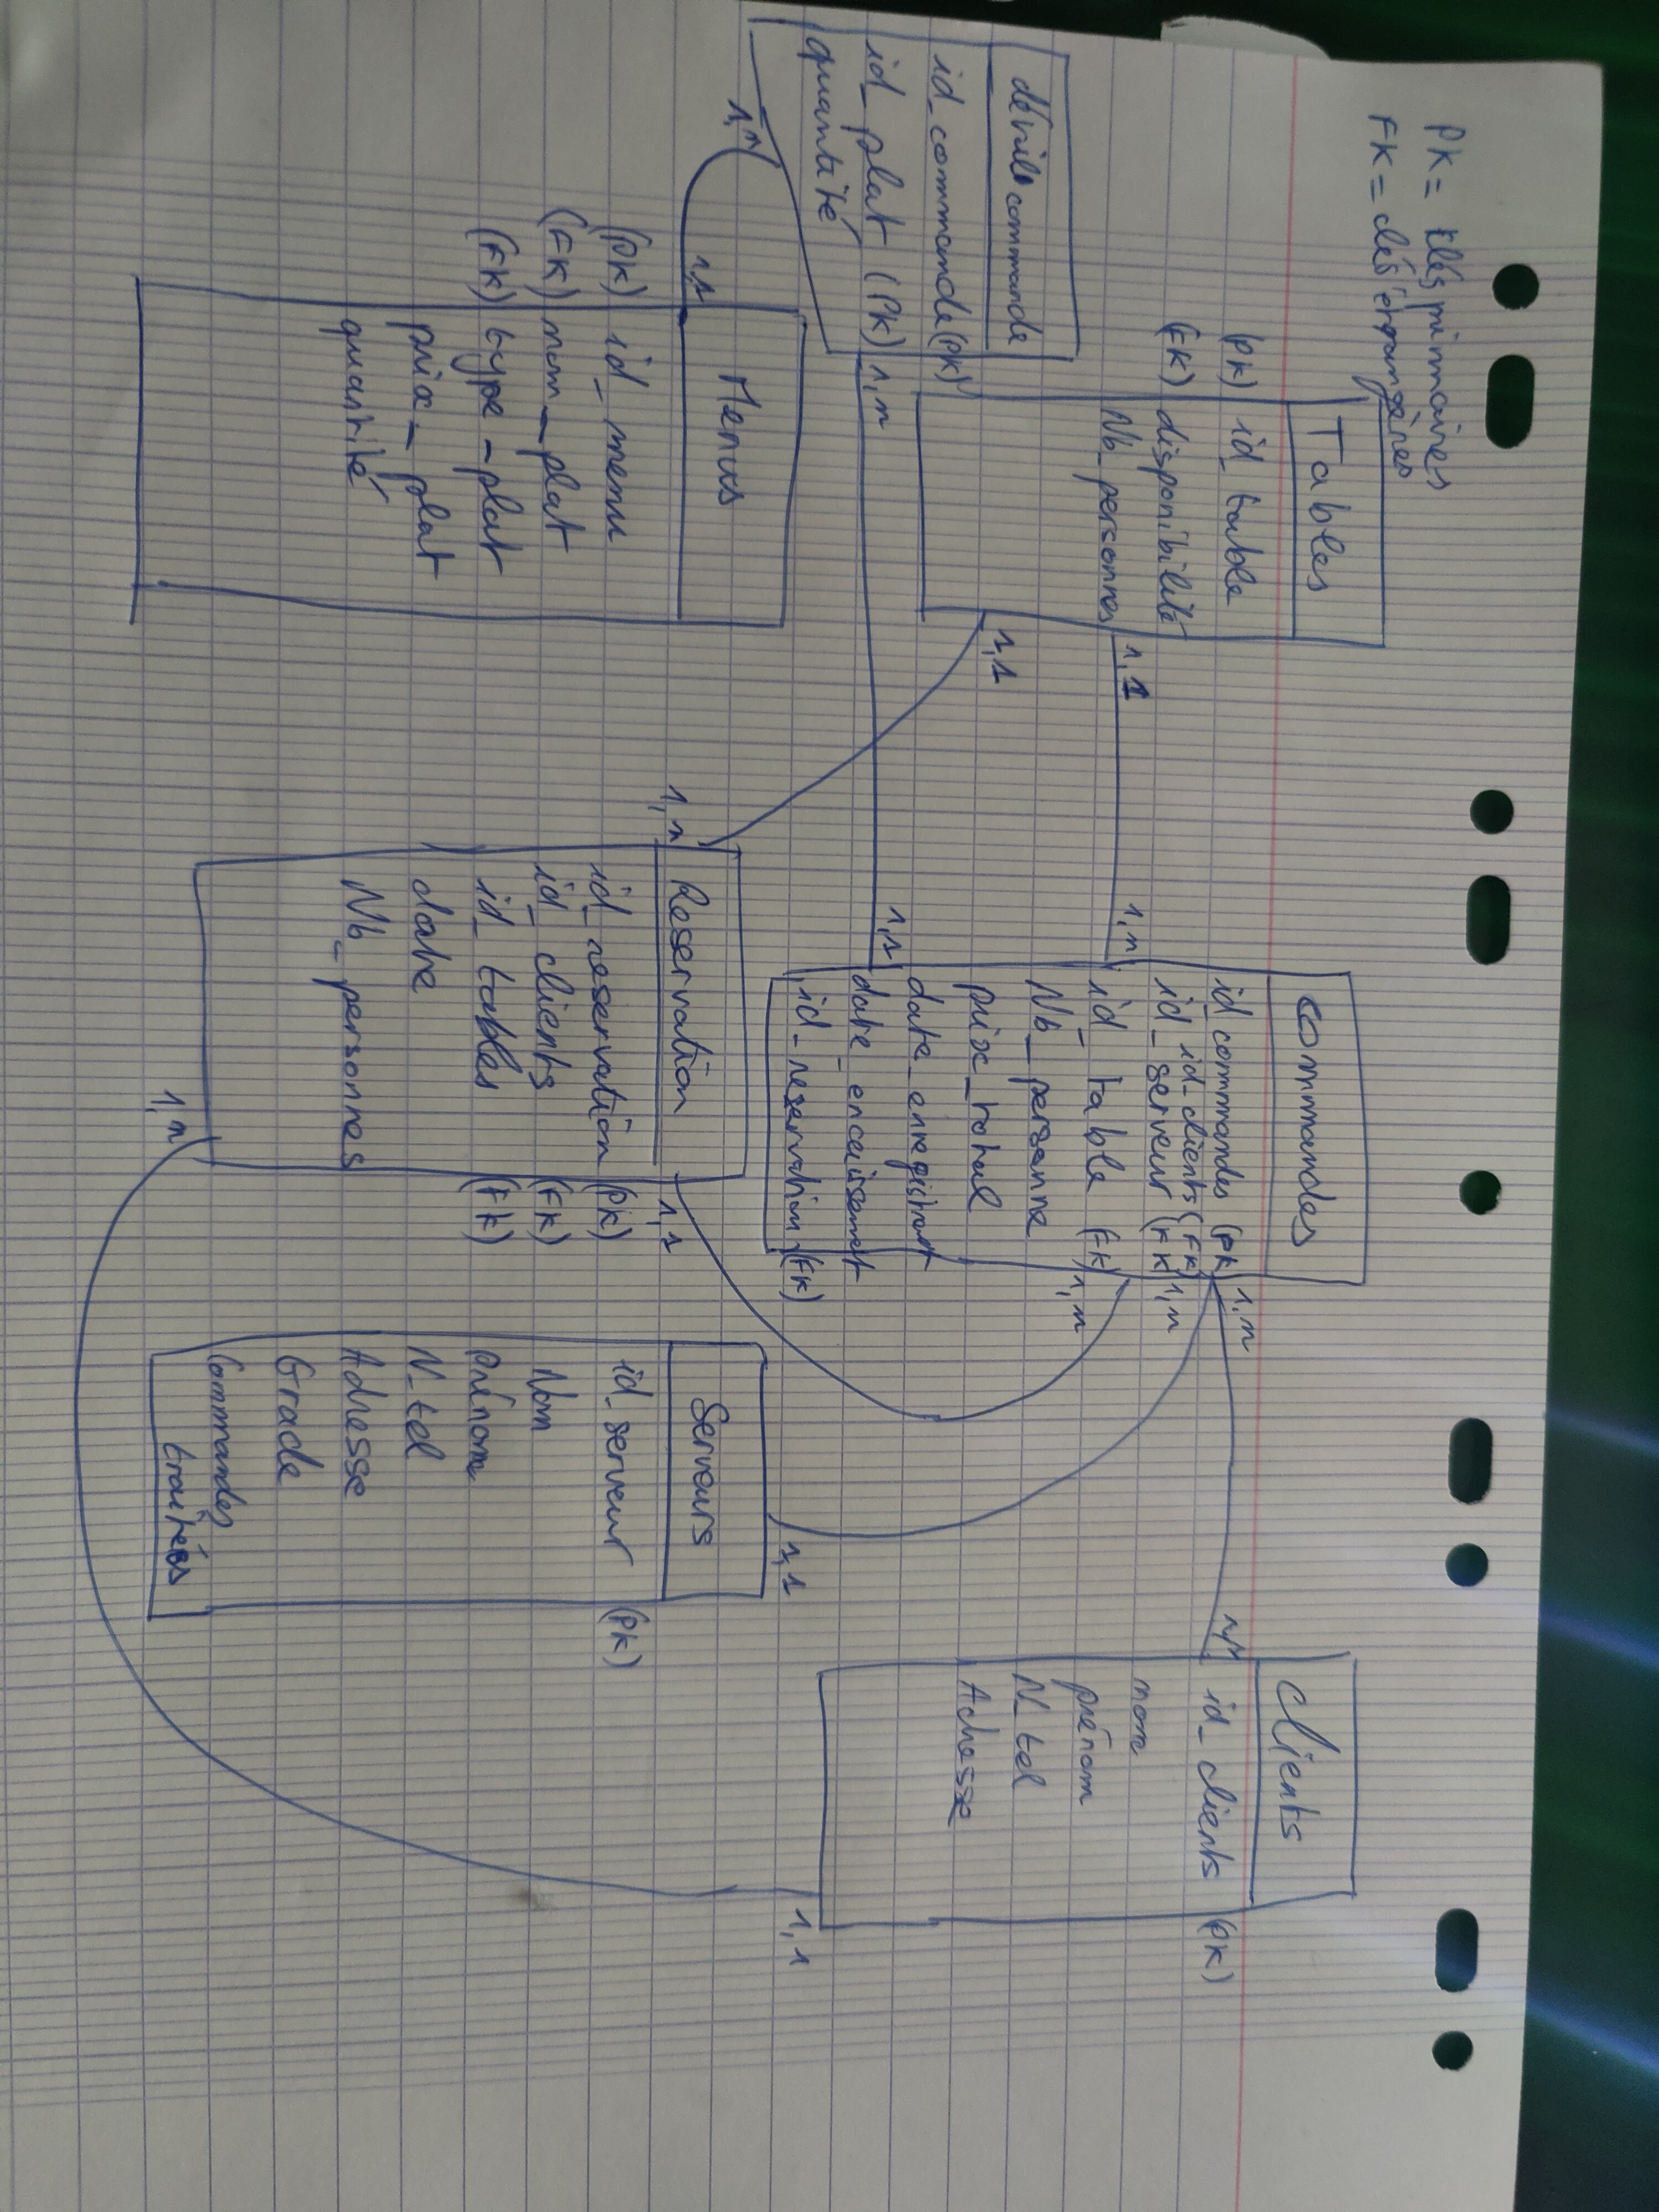 PK = clés primaires
FK = clés étrangères
Tables
(PK) id_table
(FK) disponibilité
Nb_personnes
1,1
1,1
commandes
id_commandes (PK)
id_clients (FK)
id_serveur (FK)
id_table (FK)
Nb_personne
prix_total
date_enregistremt
date_encaissement
id_reservation (FK)
1,n
1,1
1,n
1,n
1,n
clients
id_clients (PK)
nom
prénom
N_tel
Adresse
1,1
détails commande
id_commande (PK)
id_plat (PK)
quantité
1,n
1,n
Menus
(PK) id_menu
(FK) nom_plat
(FK) type_plat
prix_plat
quantité
1,1
Reservation
id_reservation (PK)
id_clients (FK)
id_tables (FK)
date
Nb_personnes
1,n
1,1
1,n
Serveurs
id_serveur (PK)
Nom
prénom
N_tel
Adresse
Grade
Commandes
traitées
1,1